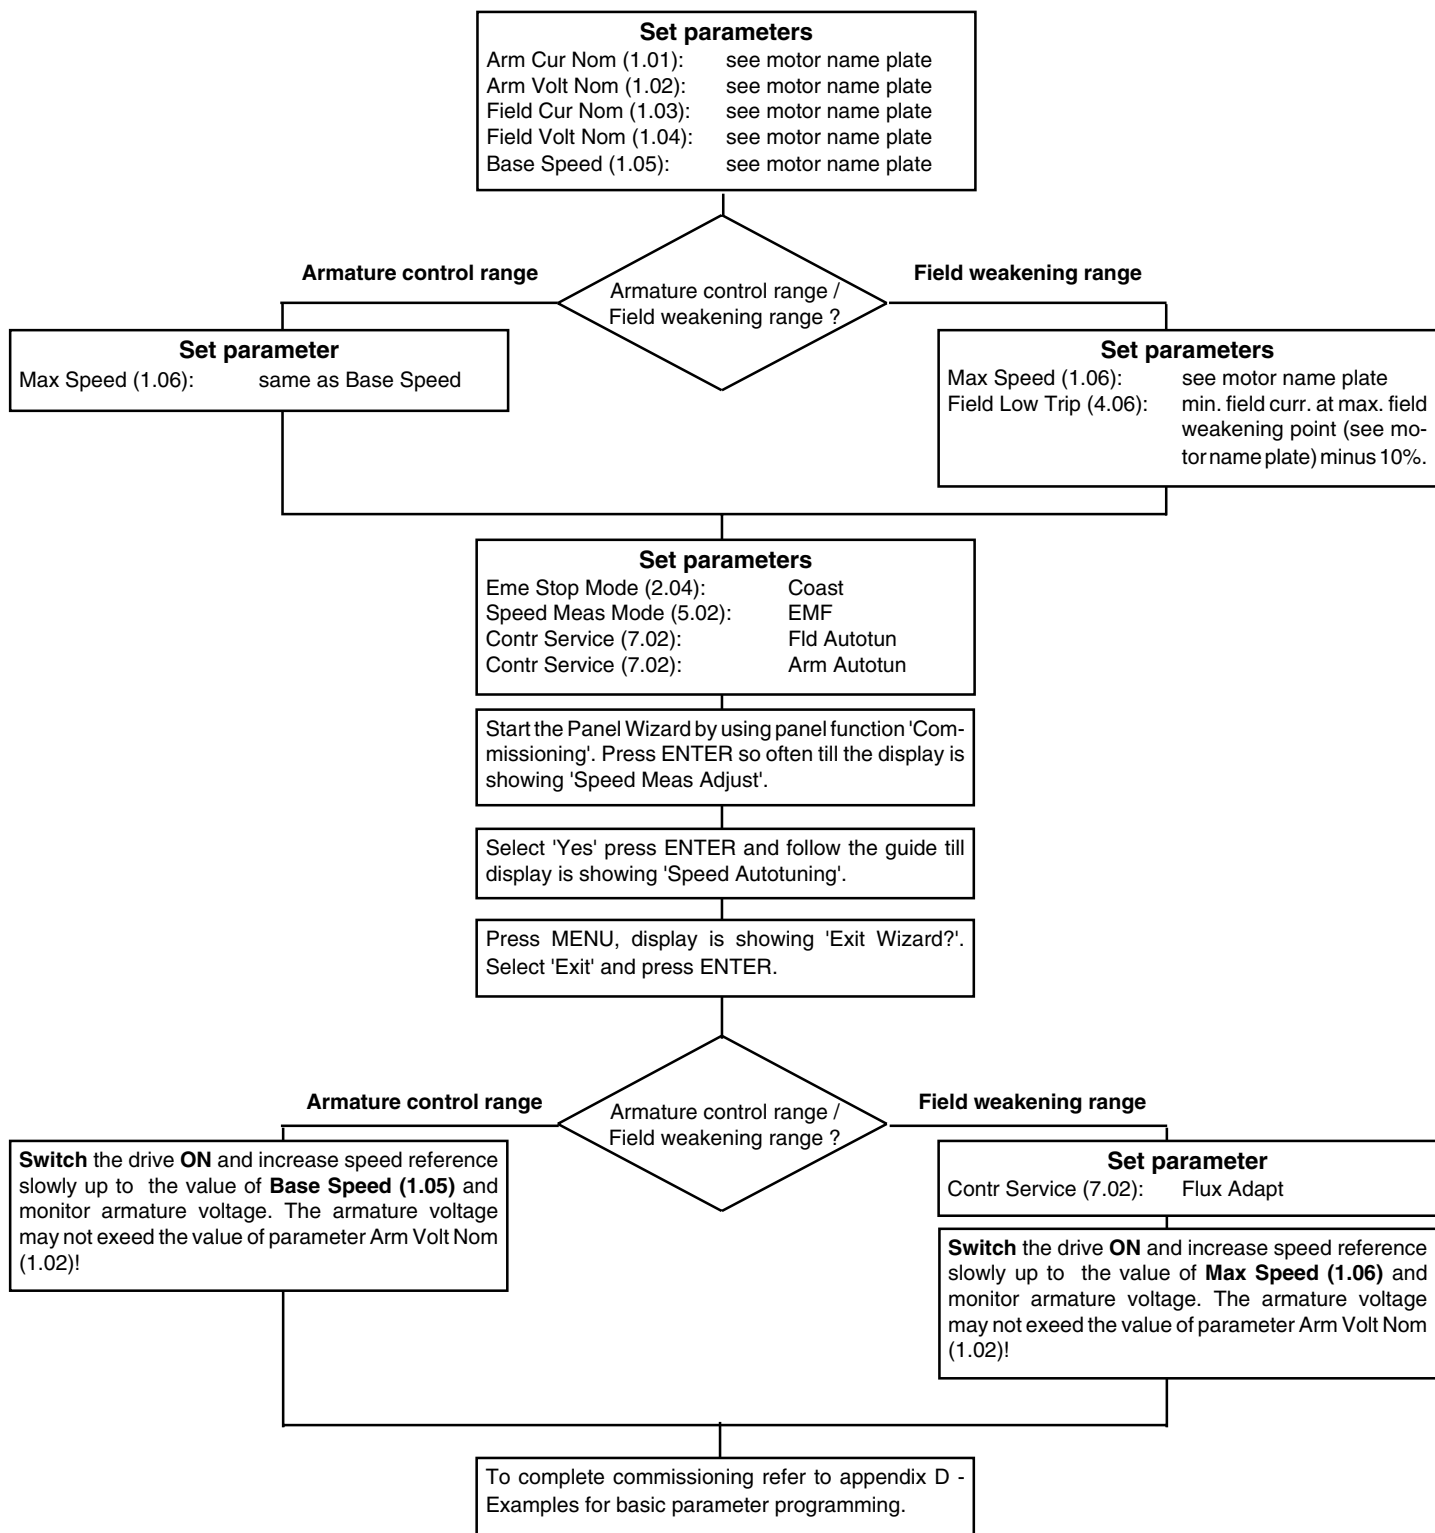 Set parameters
Arm Cur Nom (1.01): see motor name plate
Arm Volt Nom (1.02): see motor name plate
Field Cur Nom (1.03): see motor name plate
Field Volt Nom (1.04): see motor name plate
Base Speed (1.05): see motor name plate
Armature control range
Armature control range /
Field weakening range ?
Field weakening range
Set parameter
Max Speed (1.06): same as Base Speed
Set parameters
Max Speed (1.06): see motor name plate
Field Low Trip (4.06): min. field curr. at max. field
weakening point (see mo-
tor name plate) minus 10%.
Set parameters
Eme Stop Mode (2.04): Coast
Speed Meas Mode (5.02): EMF
Contr Service (7.02): Fld Autotun
Contr Service (7.02): Arm Autotun
Start the Panel Wizard by using panel function 'Com-
missioning'. Press ENTER so often till the display is
showing 'Speed Meas Adjust'.
Select 'Yes' press ENTER and follow the guide till
display is showing 'Speed Autotuning'.
Press MENU, display is showing 'Exit Wizard?'.
Select 'Exit' and press ENTER.
Armature control range
Armature control range /
Field weakening range ?
Field weakening range
Switch the drive ON and increase speed reference
slowly up to the value of Base Speed (1.05) and
monitor armature voltage. The armature voltage
may not exeed the value of parameter Arm Volt Nom
(1.02)!
Set parameter
Contr Service (7.02): Flux Adapt
Switch the drive ON and increase speed reference
slowly up to the value of Max Speed (1.06) and
monitor armature voltage. The armature voltage
may not exeed the value of parameter Arm Volt Nom
(1.02)!
To complete commissioning refer to appendix D -
Examples for basic parameter programming.